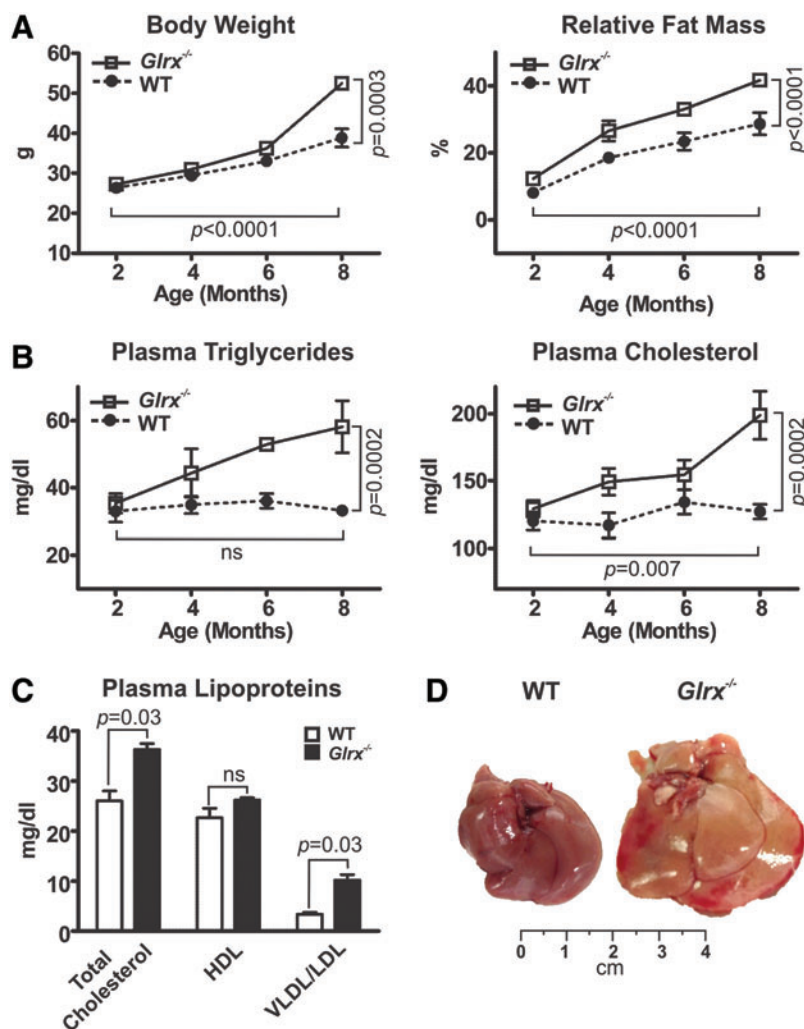 A
Body Weight
Glrx-/-
WT
60
50
40
30
20
10
g
p=0.0003
p<0.0001
2 4 6 8
Age (Months)
Relative Fat Mass
Glrx-/-
WT
40
20
0
%
p<0.0001
p<0.0001
2 4 6 8
Age (Months)
B
Plasma Triglycerides
Glrx-/-
WT
60
40
20
mg/dl
p=0.0002
ns
2 4 6 8
Age (Months)
Plasma Cholesterol
Glrx-/-
WT
200
150
100
mg/dl
p=0.0002
p=0.007
2 4 6 8
Age (Months)
C
Plasma Lipoproteins
WT
Glrx-/-
40
30
20
10
0
mg/dl
p=0.03
ns
p=0.03
Total
Cholesterol
HDL
VLDL/LDL
D
WT Glrx-/-
0 1 2 3 4
cm